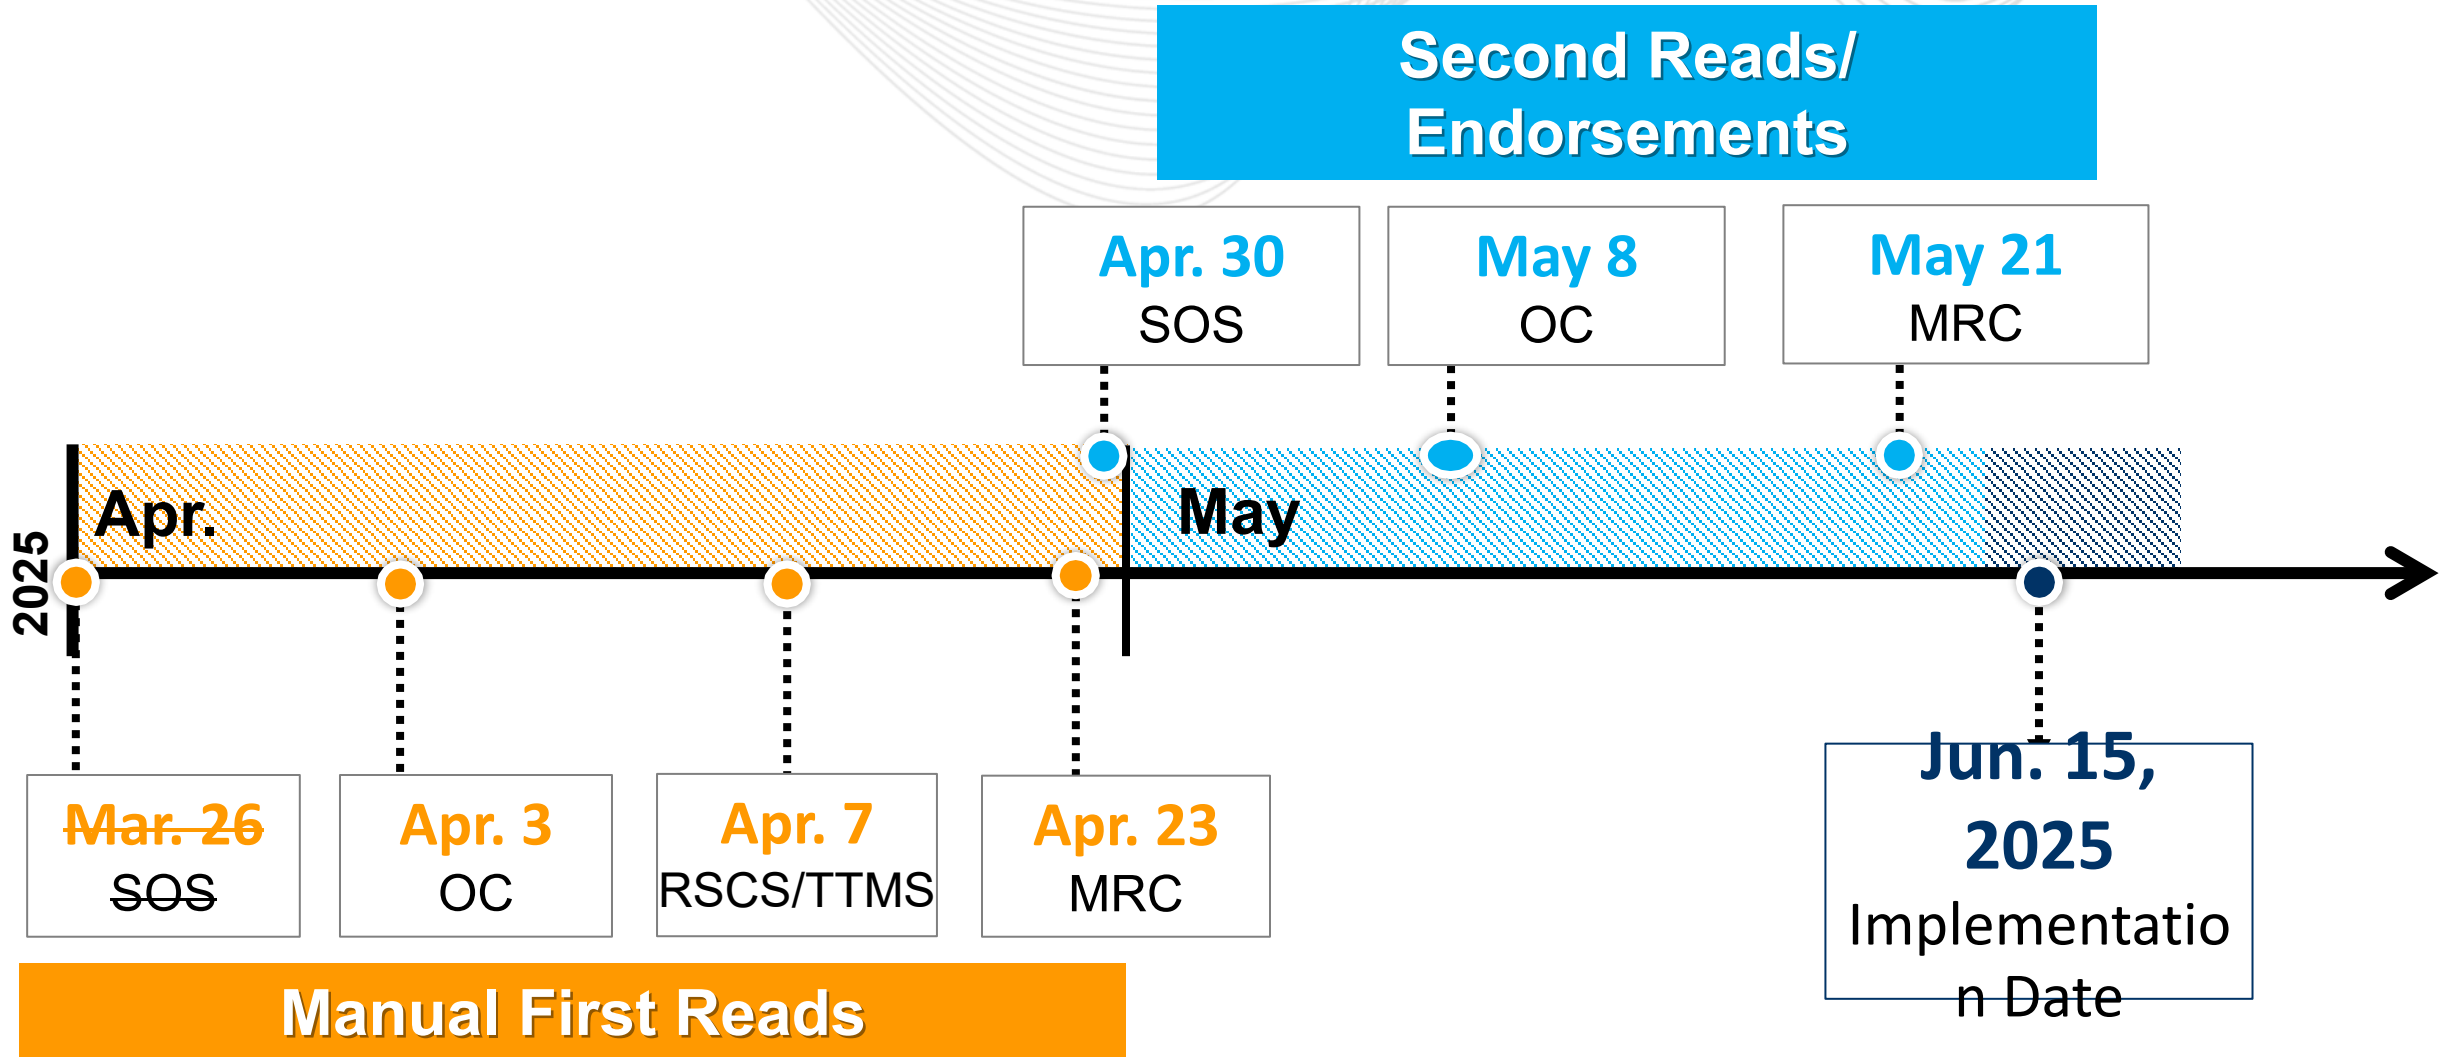 Second Reads/
Endorsements
Apr. 30
SOS
May 8
OC
May 21
MRC
Apr.
May
2025
Mar. 26
SOS
Apr. 3
OC
Apr. 7
RSCS/TTMS
Apr. 23
MRC
Jun. 15,
2025
Implementatio
n Date
Manual First Reads